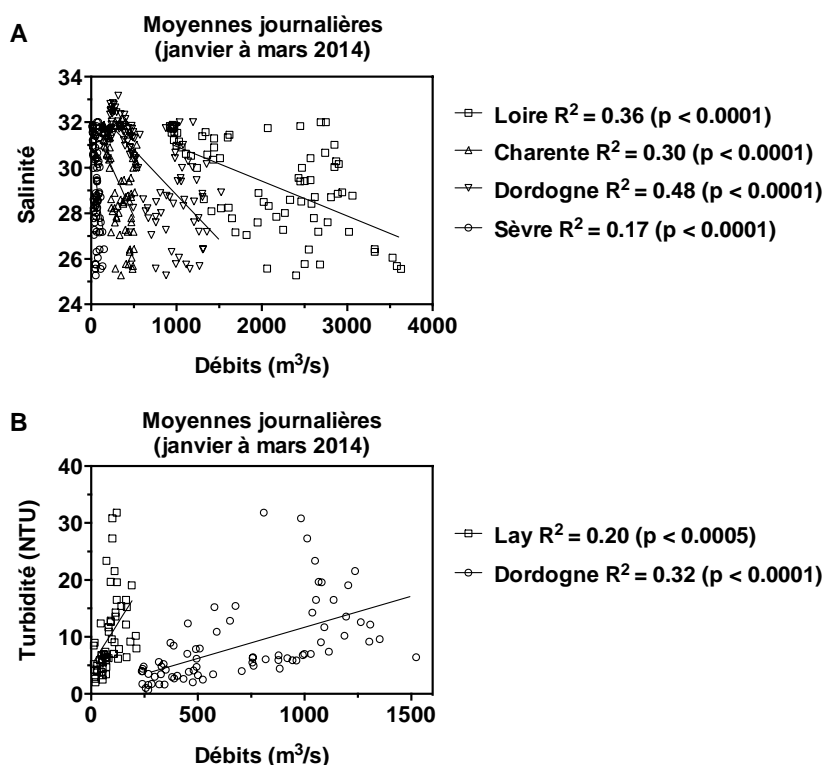 A
Moyennes journalières
(janvier à mars 2014)
34
32
30
28
26
24
Salinité
0
1000
2000
3000
4000
Débits (m³/s)
Loire R² = 0.36 (p < 0.0001)
Charente R² = 0.30 (p < 0.0001)
Dordogne R² = 0.48 (p < 0.0001)
Sèvre R² = 0.17 (p < 0.0001)
B
Moyennes journalières
(janvier à mars 2014)
40
30
20
10
0
Turbidité (NTU)
0
500
1000
1500
Débits (m³/s)
Lay R² = 0.20 (p < 0.0005)
Dordogne R² = 0.32 (p < 0.0001)